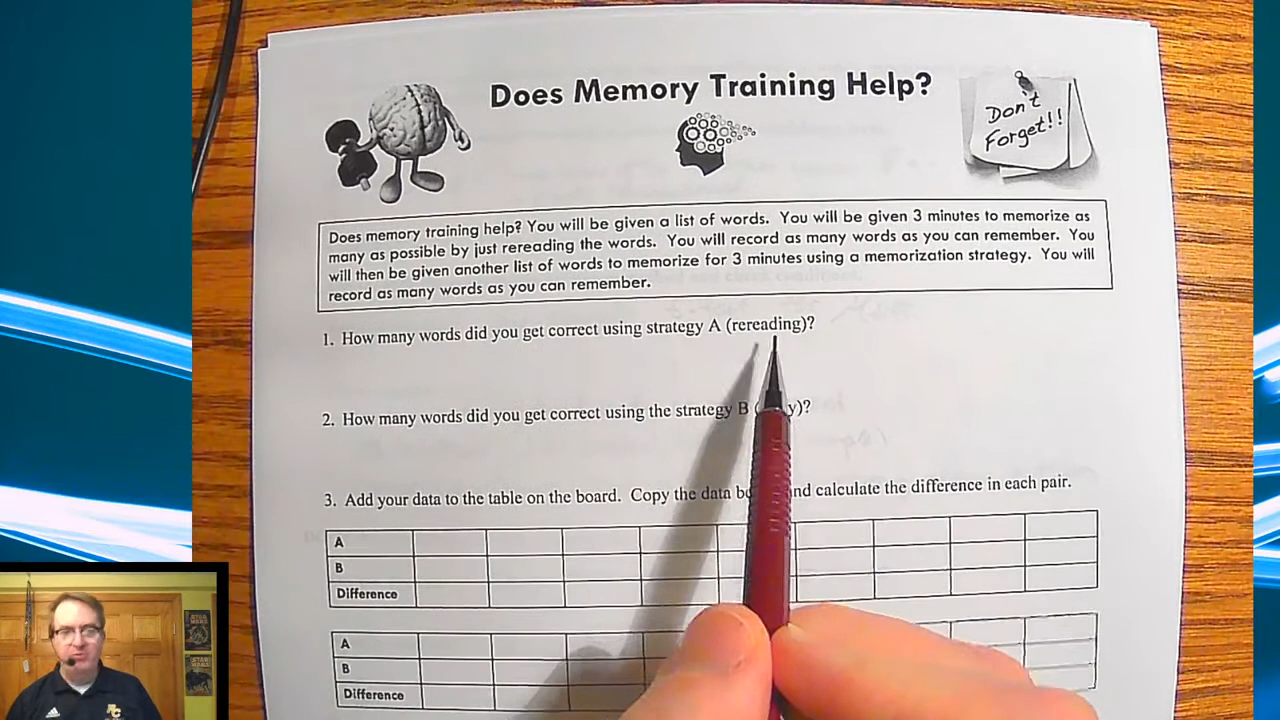 Does Memory Training Help?
Don't
Forget!!
Does memory training help? You will be given a list of words. You will be given 3 minutes to memorize as
many as possible by just rereading the words. You will record as many words as you can remember. You
will then be given another list of words to memorize for 3 minutes using a memorization strategy. You will
record as many words as you can remember.
1. How many words did you get correct using strategy A (rereading)?
2. How many words did you get correct using the strategy B
3. Add your data to the table on the board. Copy the data and calculate the difference in each pair.
A
B
Difference
A
B
Difference
STAR
WARS
STAR
WARS
adidas